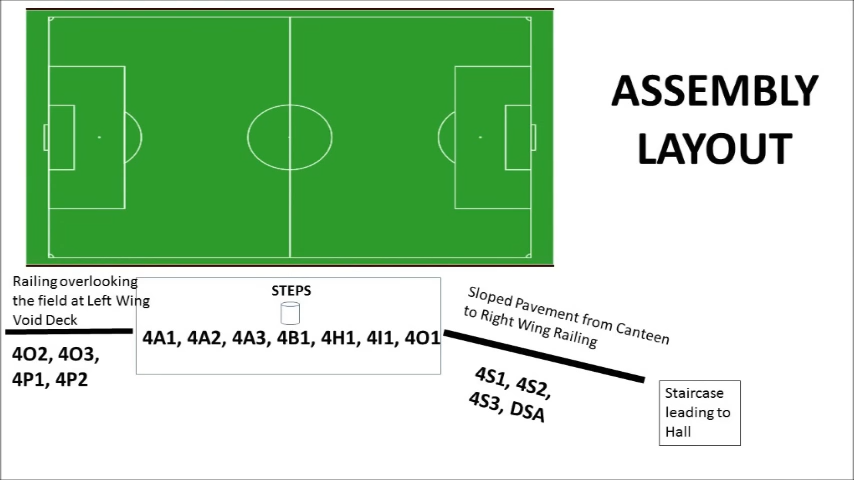 ASSEMBLY
LAYOUT
Railing overlooking
the field at Left Wing
Void Deck
4O2, 4O3,
4P1, 4P2
STEPS
4A1, 4A2, 4A3, 4B1, 4H1, 4I1, 4O1
Sloped Pavement from Canteen
to Right Wing Railing
4S1, 4S2,
4S3, DSA
Staircase
leading to
Hall